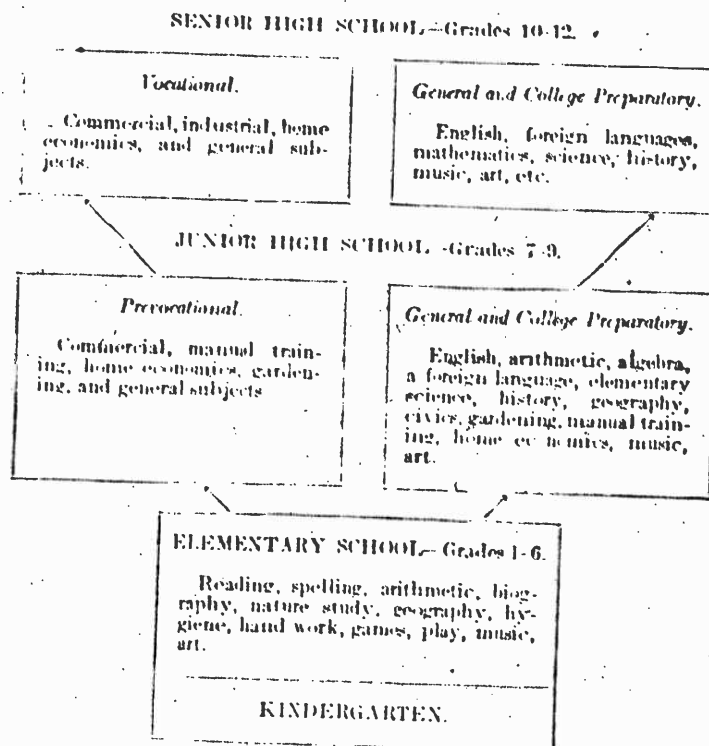 SENIOR HIGH SCHOOL—Grades 10-12.
Vocational.
Commercial, industrial, home
economics, and general sub-
jects.
General and College Preparatory.
English, foreign languages,
mathematics, science, history,
music, art, etc.
JUNIOR HIGH SCHOOL -Grades 7-9.
Prevocational.
Commercial, manual train-
ing, home economics, garden-
ing, and general subjects
General and College Preparatory.
English, arithmetic, algebra,
a foreign language, elementary
science, history, geography,
civics, gardening, manual train-
ing, home ec nomics, music,
art.
ELEMENTARY SCHOOL—Grades 1-6.
Reading, spelling, arithmetic, biog-
raphy, nature study, geography, hy-
giene, hand work, games, play, music,
art.
KINDERGARTEN.